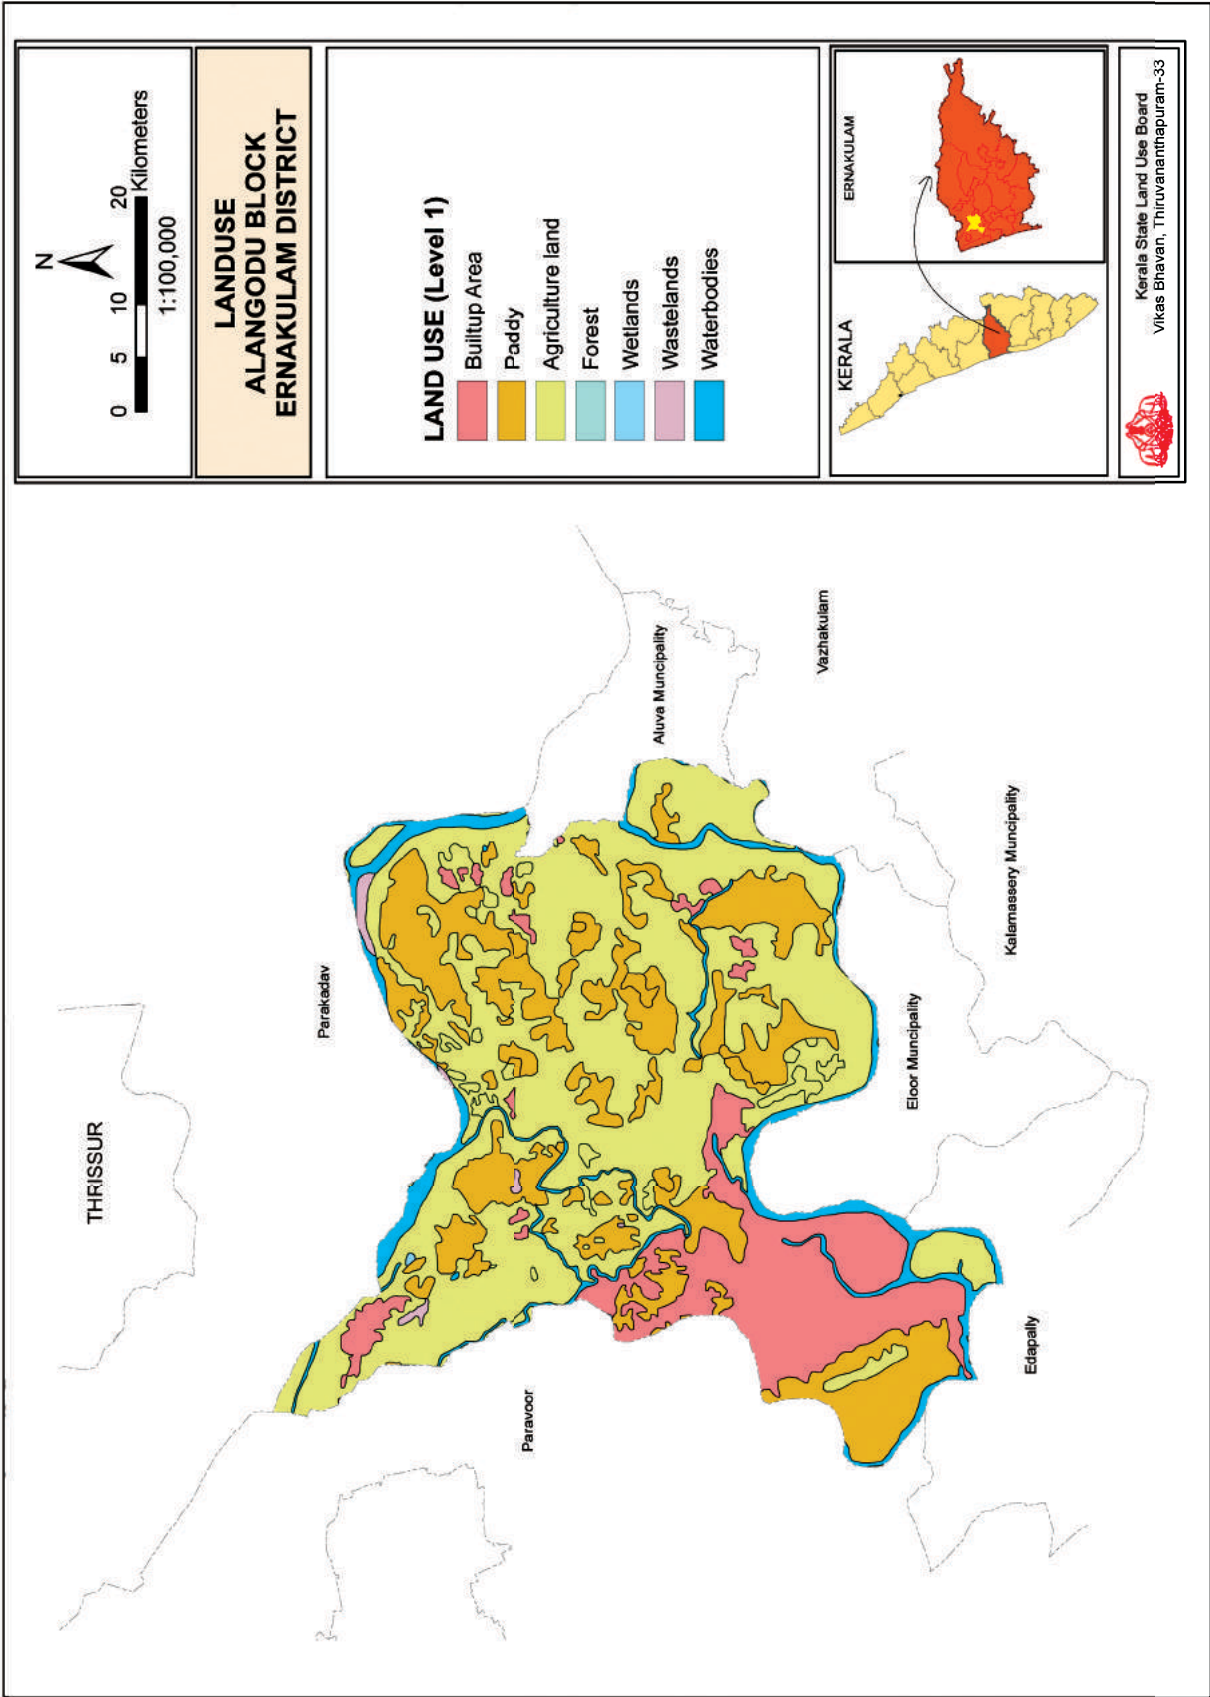 N
0 5 10 20
Kilometers
1:100,000
LANDUSE
ALANGODU BLOCK
ERNAKULAM DISTRICT
LAND USE (Level 1)
Builtup Area
Paddy
Agriculture land
Forest
Wetlands
Wastelands
Waterbodies
KERALA
ERNAKULAM
Kerala State Land Use Board
Vikas Bhavan, Thiruvananthapuram-33
THRISSUR
Parakadav
Aluva Muncipality
Vazhakulam
Paravoor
Eloor Muncipality
Kalamassery Muncipality
Edapally